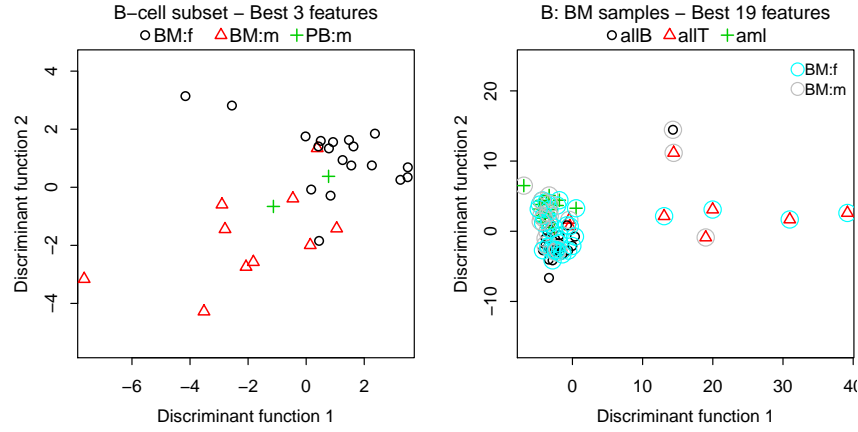 B−cell subset − Best 3 features
BM:f BM:m PB:m
4
2
0
−2
−4
Discriminant function 2
−8 −6 −4 −2 0 2
Discriminant function 1
B: BM samples − Best 19 features
allB allT aml
BM:f
BM:m
20
10
0
−10
Discriminant function 2
0 10 20 30 40
Discriminant function 1